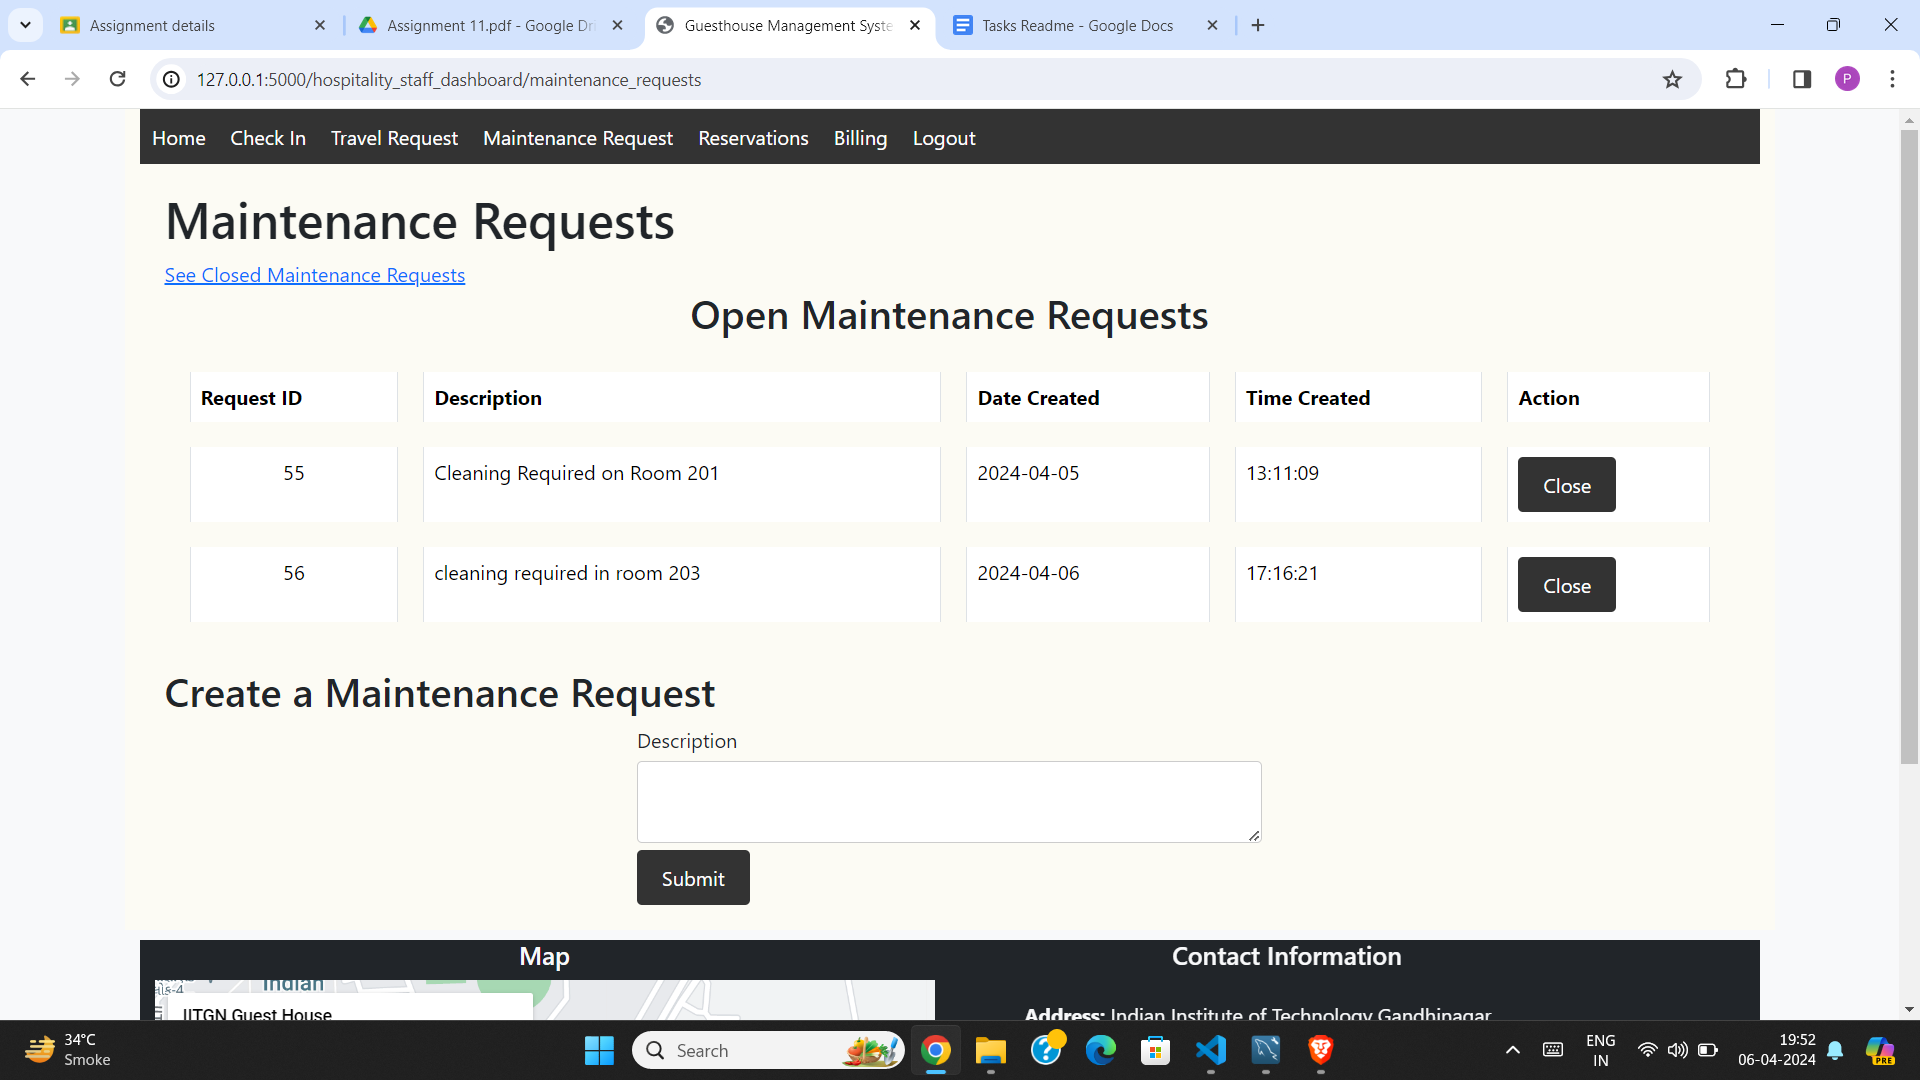 Assignment details
Assignment 11.pdf - Google Dri
Guesthouse Management Syste
Tasks Readme - Google Docs
127.0.0.1:5000/hospitality_staff_dashboard/maintenance_requests
P
Home Check In Travel Request Maintenance Request Reservations Billing Logout
Maintenance Requests
See Closed Maintenance Requests
Open Maintenance Requests
Request ID Description Date Created Time Created Action
55 Cleaning Required on Room 201 2024-04-05 13:11:09 Close
56 cleaning required in room 203 2024-04-06 17:16:21 Close
Create a Maintenance Request
Description
Submit
Map
Contact Information
Indian
IITGN Guest House
Address: Indian Institute of Technology Gandhinagar
34°C
Smoke
Search
ENG
IN
19:52
06-04-2024
PRE